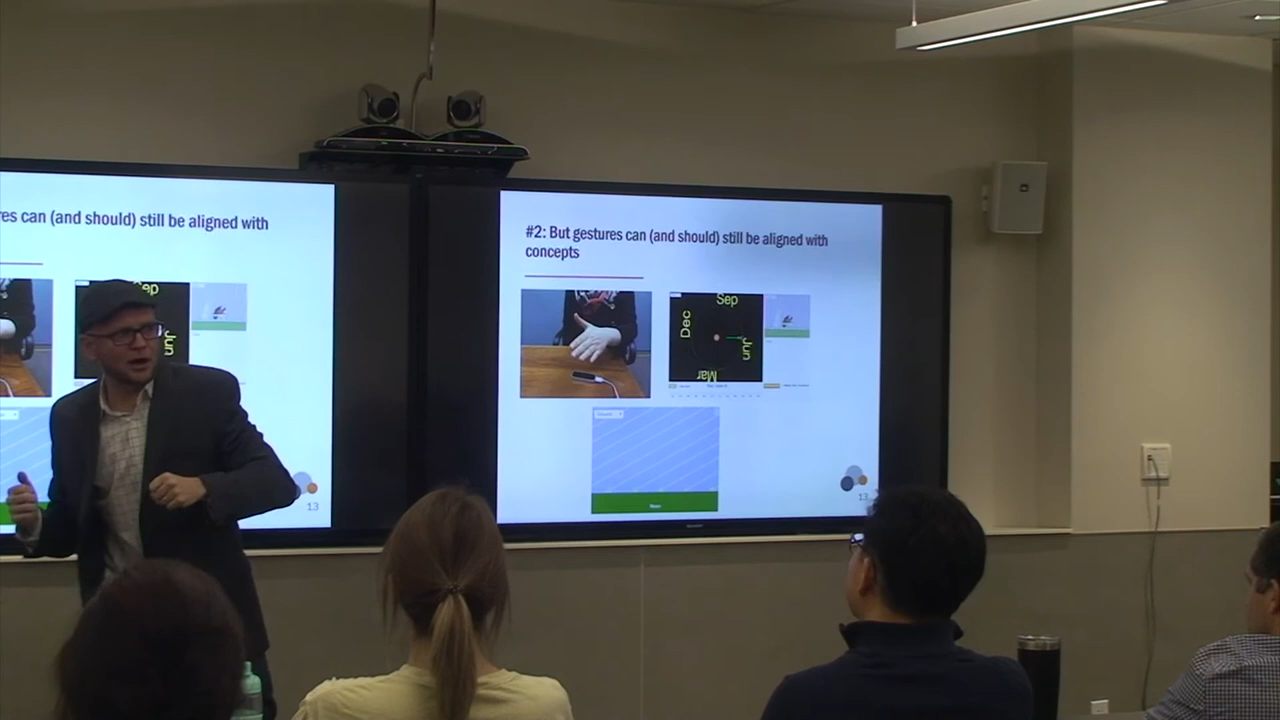 res can (and should) still be aligned with
Sep
Jun
13
#2: But gestures can (and should) still be aligned with
concepts
Sep
Dec
Jun
Mar
13